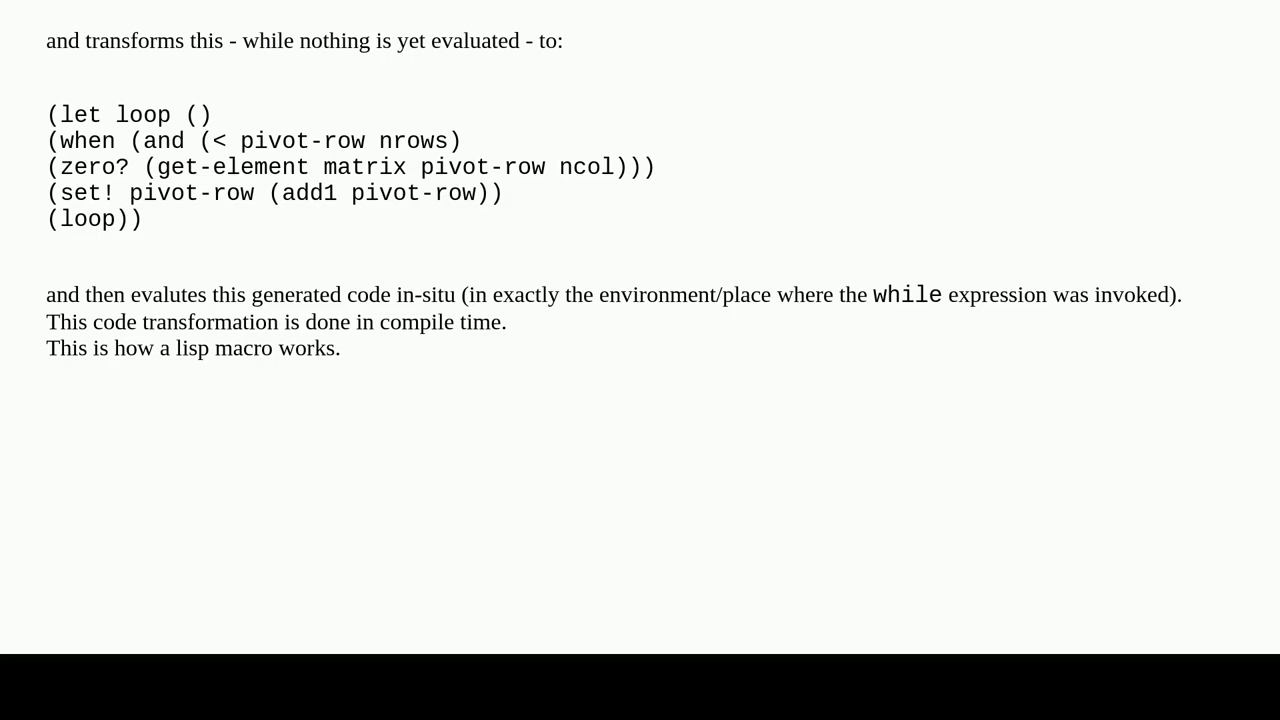 and transforms this - while nothing is yet evaluated - to:
(let loop ()
(when (and (< pivot-row nrows)
(zero? (get-element matrix pivot-row ncol)))
(set! pivot-row (add1 pivot-row))
(loop))
and then evalutes this generated code in-situ (in exactly the environment/place where the while expression was invoked).
This code transformation is done in compile time.
This is how a lisp macro works.